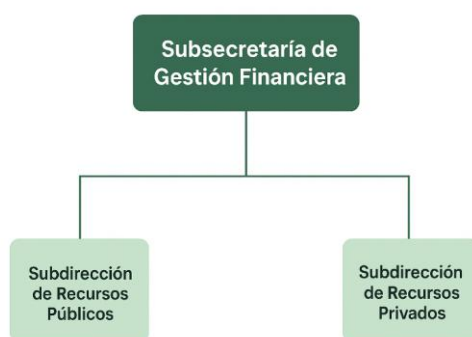 Subsecretaría de
Gestión Financiera
Subdirección
de Recursos
Públicos
Subdirección
de Recursos
Privados